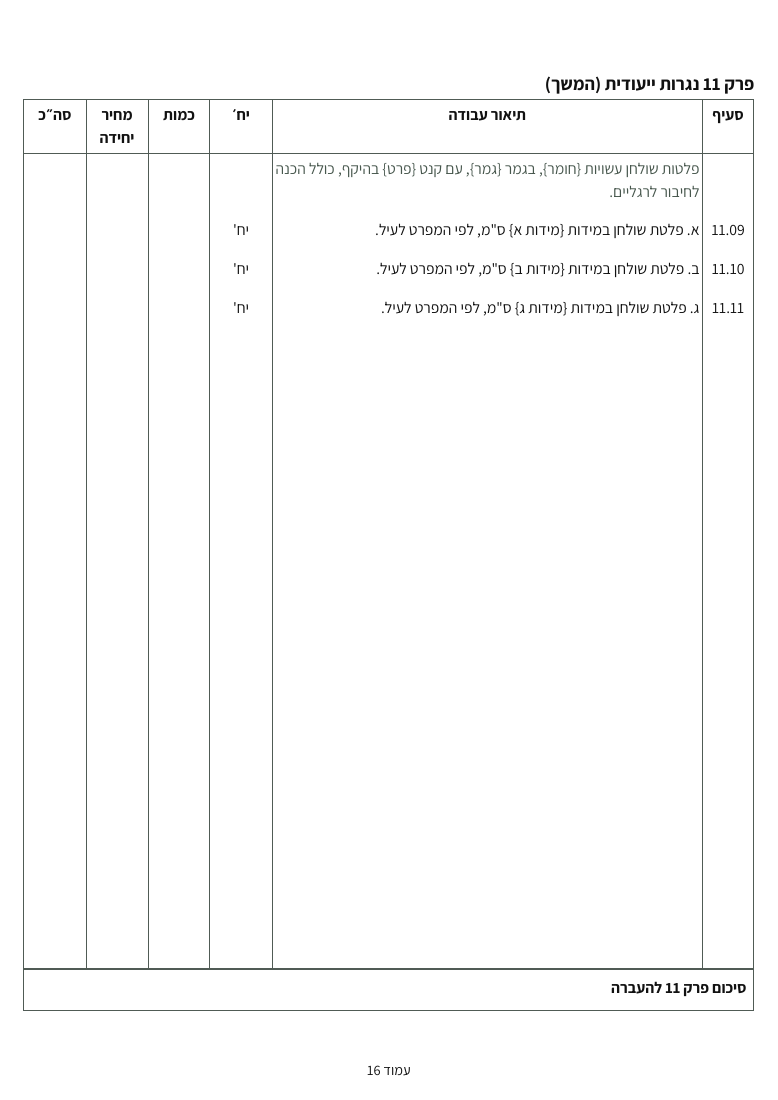 פרק 11 נגרות ייעודית (המשך)
סעיף תיאור עבודה יח׳ כמות מחיר יחידה סה״כ
פלטות שולחן עשויות {חומר}, בגמר {גמר}, עם קנט {פרט} בהיקף, כולל הכנה
לחיבור לרגליים.
11.09 א. פלטת שולחן במידות {מידות א} ס"מ, לפי המפרט לעיל. יח'
11.10 ב. פלטת שולחן במידות {מידות ב} ס"מ, לפי המפרט לעיל. יח'
11.11 ג. פלטת שולחן במידות {מידות ג} ס"מ, לפי המפרט לעיל. יח'
סיכום פרק 11 להעברה
עמוד 16